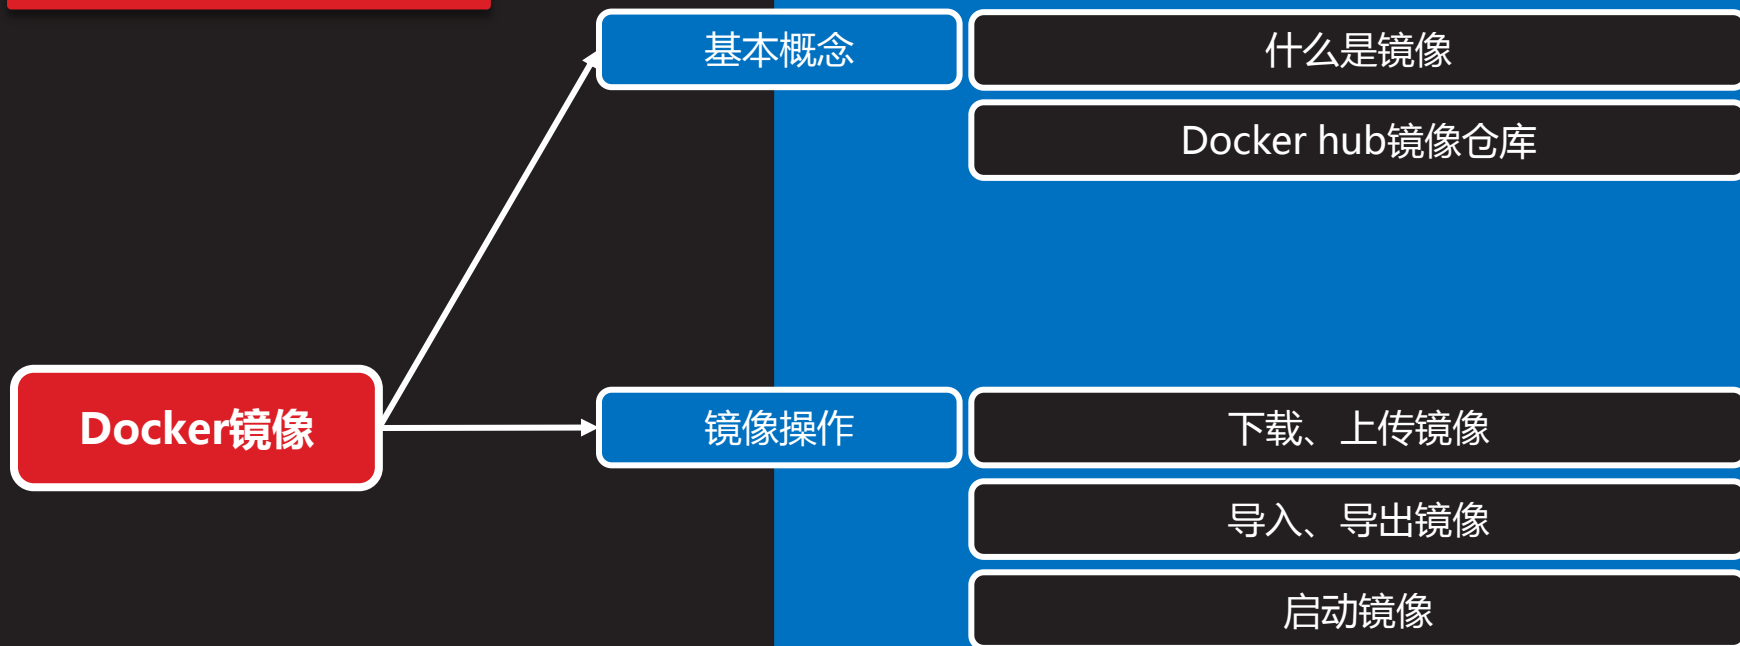 基本概念
什么是镜像
Docker hub镜像仓库
Docker镜像
镜像操作
下载、上传镜像
导入、导出镜像
启动镜像